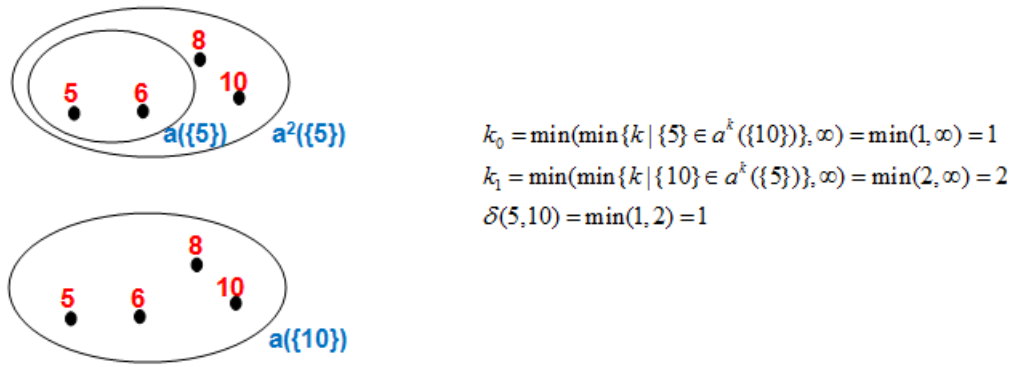 8
10
5 6
a({5}) a²({5})
8
5 6 10
a({10})
k₀ = min(min{k | {5} ∈ aᵏ({10})}, ∞) = min(1, ∞) = 1
k₁ = min(min{k | {10} ∈ aᵏ({5})}, ∞) = min(2, ∞) = 2
δ(5,10) = min(1, 2) = 1